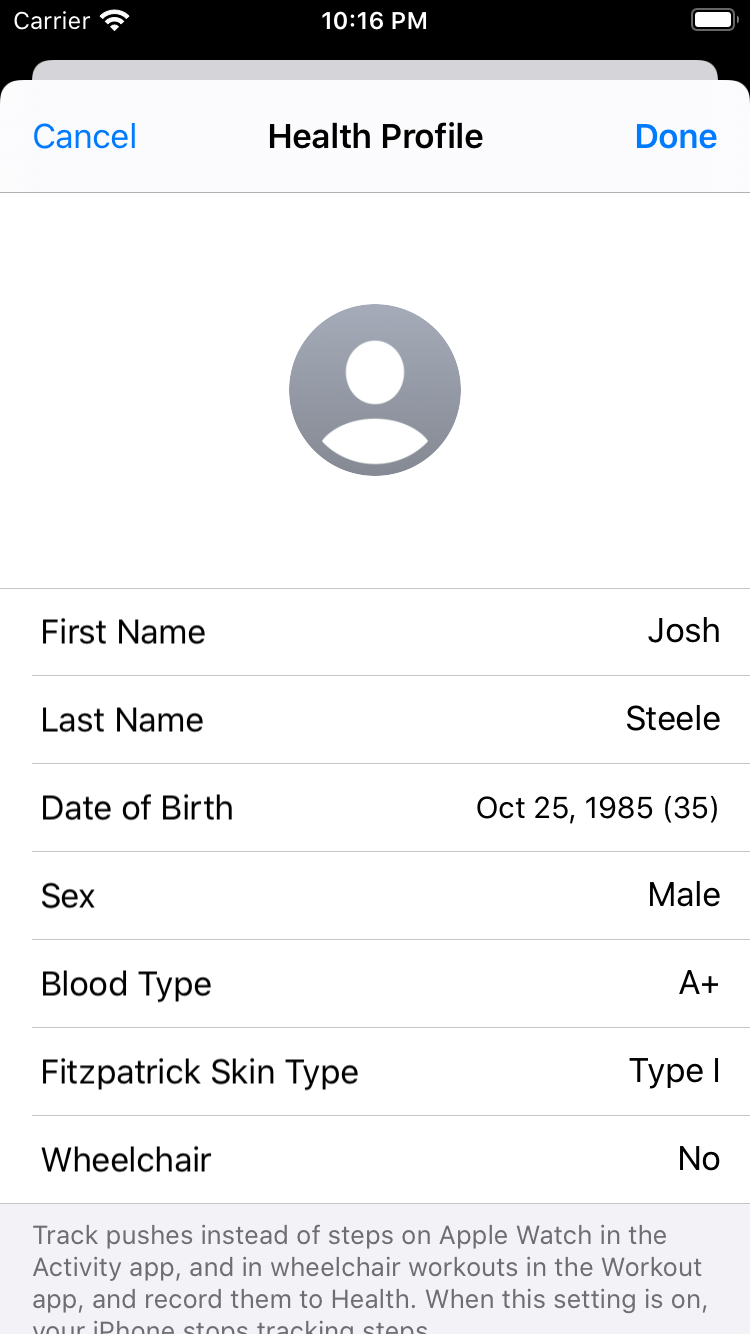 Carrier 10:16 PM
Cancel Health Profile Done
First Name Josh
Last Name Steele
Date of Birth Oct 25, 1985 (35)
Sex Male
Blood Type A+
Fitzpatrick Skin Type Type I
Wheelchair No
Track pushes instead of steps on Apple Watch in the
Activity app, and in wheelchair workouts in the Workout
app, and record them to Health. When this setting is on,
your iPhone stops tracking steps.